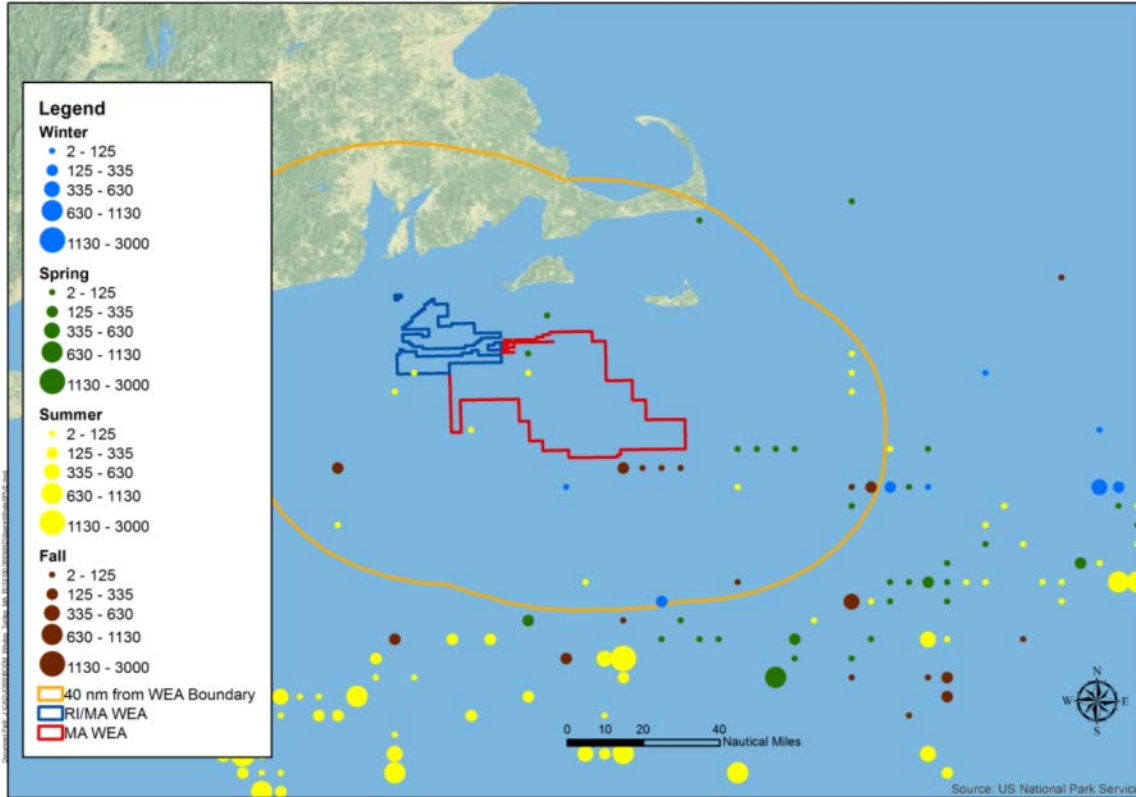 Legend
Winter
2 - 125
125 - 335
335 - 630
630 - 1130
1130 - 3000
Spring
2 - 125
125 - 335
335 - 630
630 - 1130
1130 - 3000
Summer
2 - 125
125 - 335
335 - 630
630 - 1130
1130 - 3000
Fall
2 - 125
125 - 335
335 - 630
630 - 1130
1130 - 3000
40 nm from WEA Boundary
RI/MA WEA
MA WEA
N
W E
S
0 10 20 40
Nautical Miles
Source: US National Park Service
Document Path: